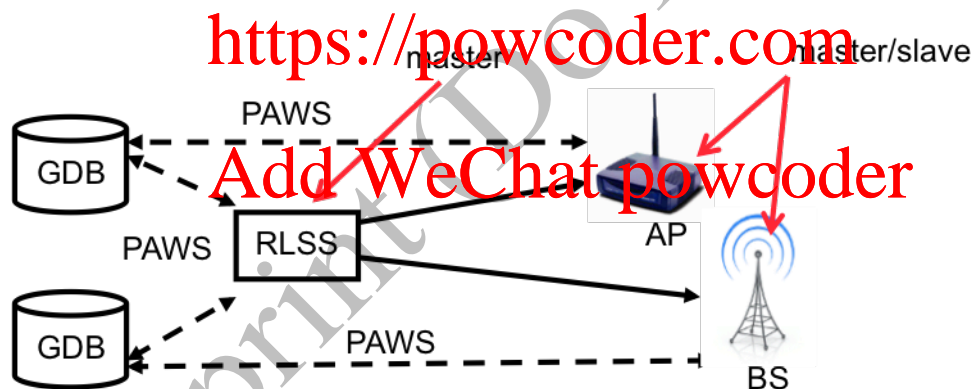 https://powcoder.com
master
master/slave
PAWS
GDB
Add WeChat powcoder
AP
PAWS
RLSS
GDB
PAWS
BS